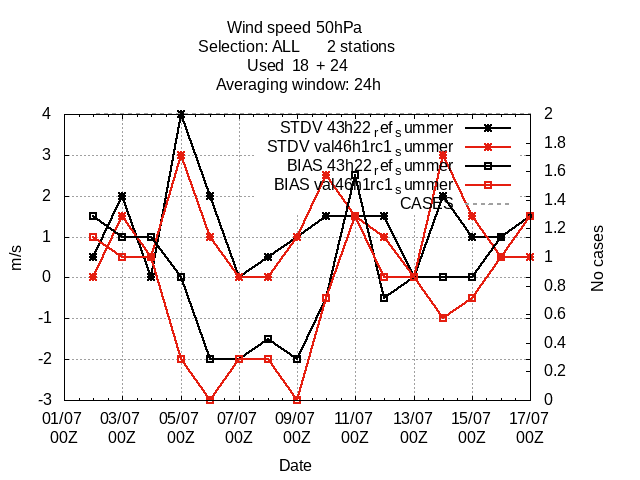 Wind speed 50hPa
Selection: ALL 2 stations
Used 18 + 24
Averaging window: 24h
4
3
2
1
0
-1
-2
-3
m/s
2
1.8
1.6
1.4
1.2
1
0.8
0.6
0.4
0.2
0
No cases
STDV 43h22_ref_summer
STDV val46h1rc1_summer
BIAS 43h22_ref_summer
BIAS val46h1rc1_summer
CASES
01/07 03/07 05/07 07/07 09/07 11/07 13/07 15/07 17/07
00Z 00Z 00Z 00Z 00Z 00Z 00Z 00Z 00Z
Date